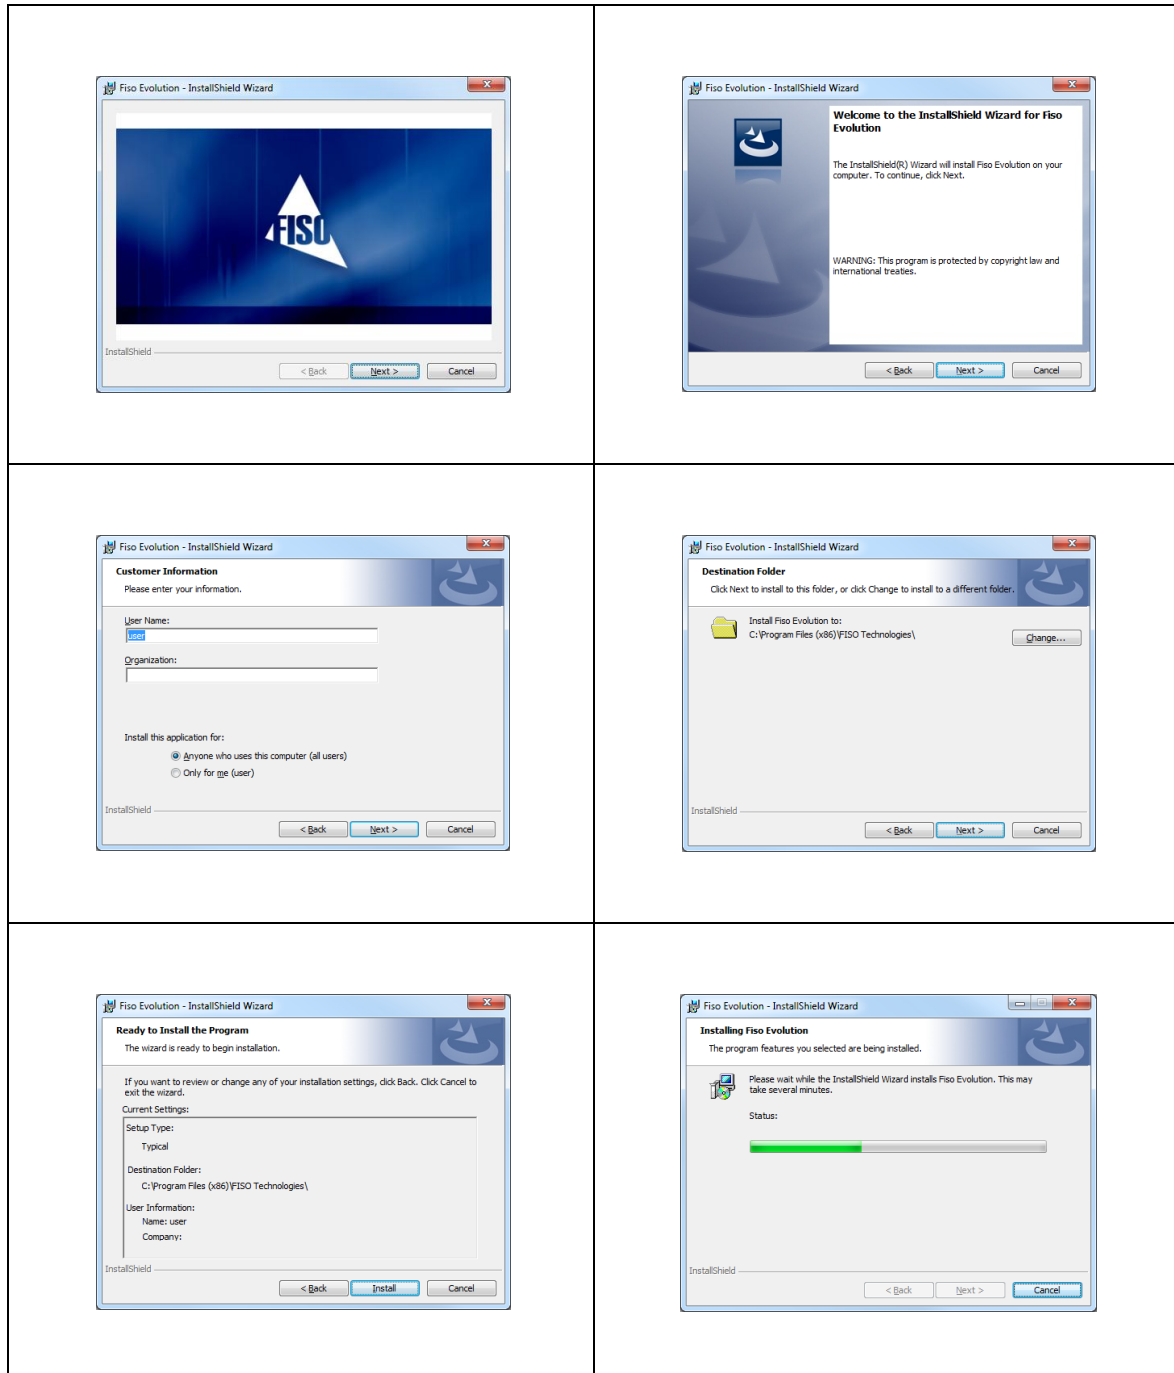 Fiso Evolution - InstallShield Wizard
FISO
InstallShield
< Back
Next >
Cancel
Fiso Evolution - InstallShield Wizard
Welcome to the InstallShield Wizard for Fiso
Evolution
The InstallShield(R) Wizard will install Fiso Evolution on your
computer. To continue, click Next.
WARNING: This program is protected by copyright law and
international treaties.
< Back
Next >
Cancel
Fiso Evolution - InstallShield Wizard
Customer Information
Please enter your information.
User Name:
user
Organization:
Install this application for:
Anyone who uses this computer (all users)
Only for me (user)
InstallShield
< Back
Next >
Cancel
Fiso Evolution - InstallShield Wizard
Destination Folder
Click Next to install to this folder, or click Change to install to a different folder.
Install Fiso Evolution to:
C:\Program Files (x86)\FISO Technologies\
Change...
InstallShield
< Back
Next >
Cancel
Fiso Evolution - InstallShield Wizard
Ready to Install the Program
The wizard is ready to begin installation.
If you want to review or change any of your installation settings, click Back. Click Cancel to
exit the wizard.
Current Settings:
Setup Type:
Typical
Destination Folder:
C:\Program Files (x86)\FISO Technologies\
User Information:
Name: user
Company:
InstallShield
< Back
Install
Cancel
Fiso Evolution - InstallShield Wizard
Installing Fiso Evolution
The program features you selected are being installed.
Please wait while the InstallShield Wizard installs Fiso Evolution. This may
take several minutes.
Status:
InstallShield
< Back
Next >
Cancel